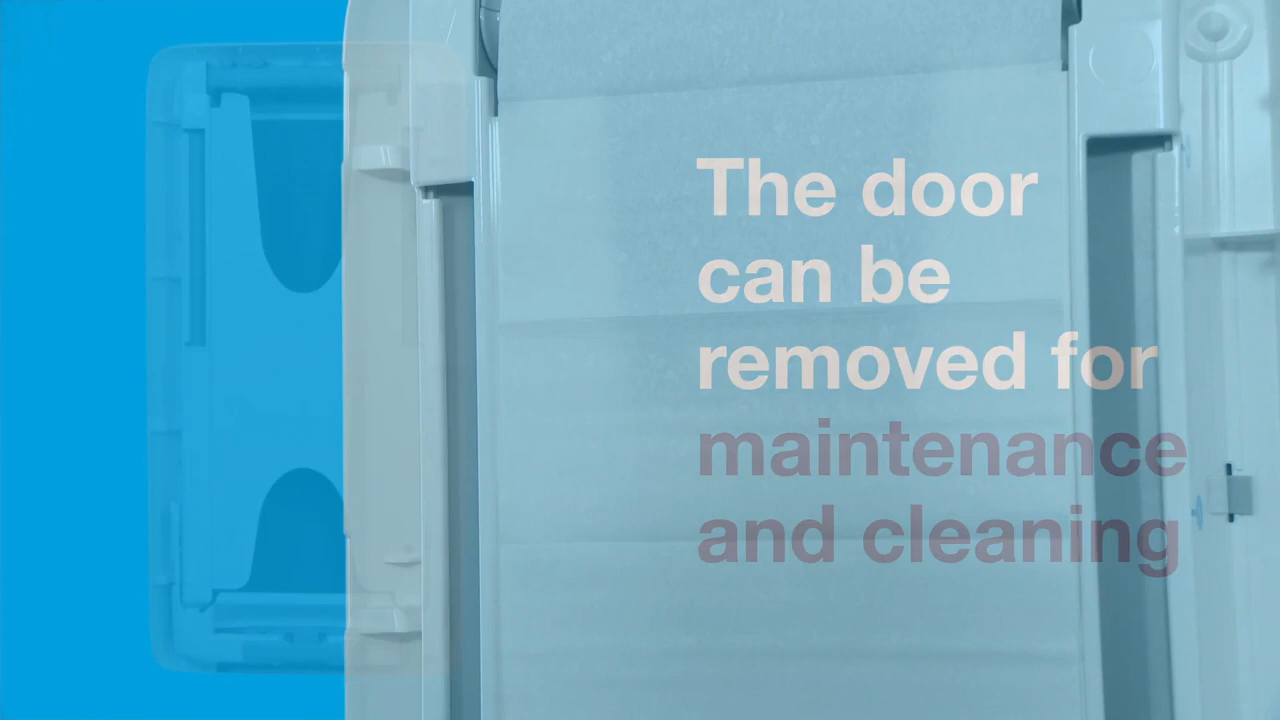 The door
can be
removed for
maintenance
and cleaning